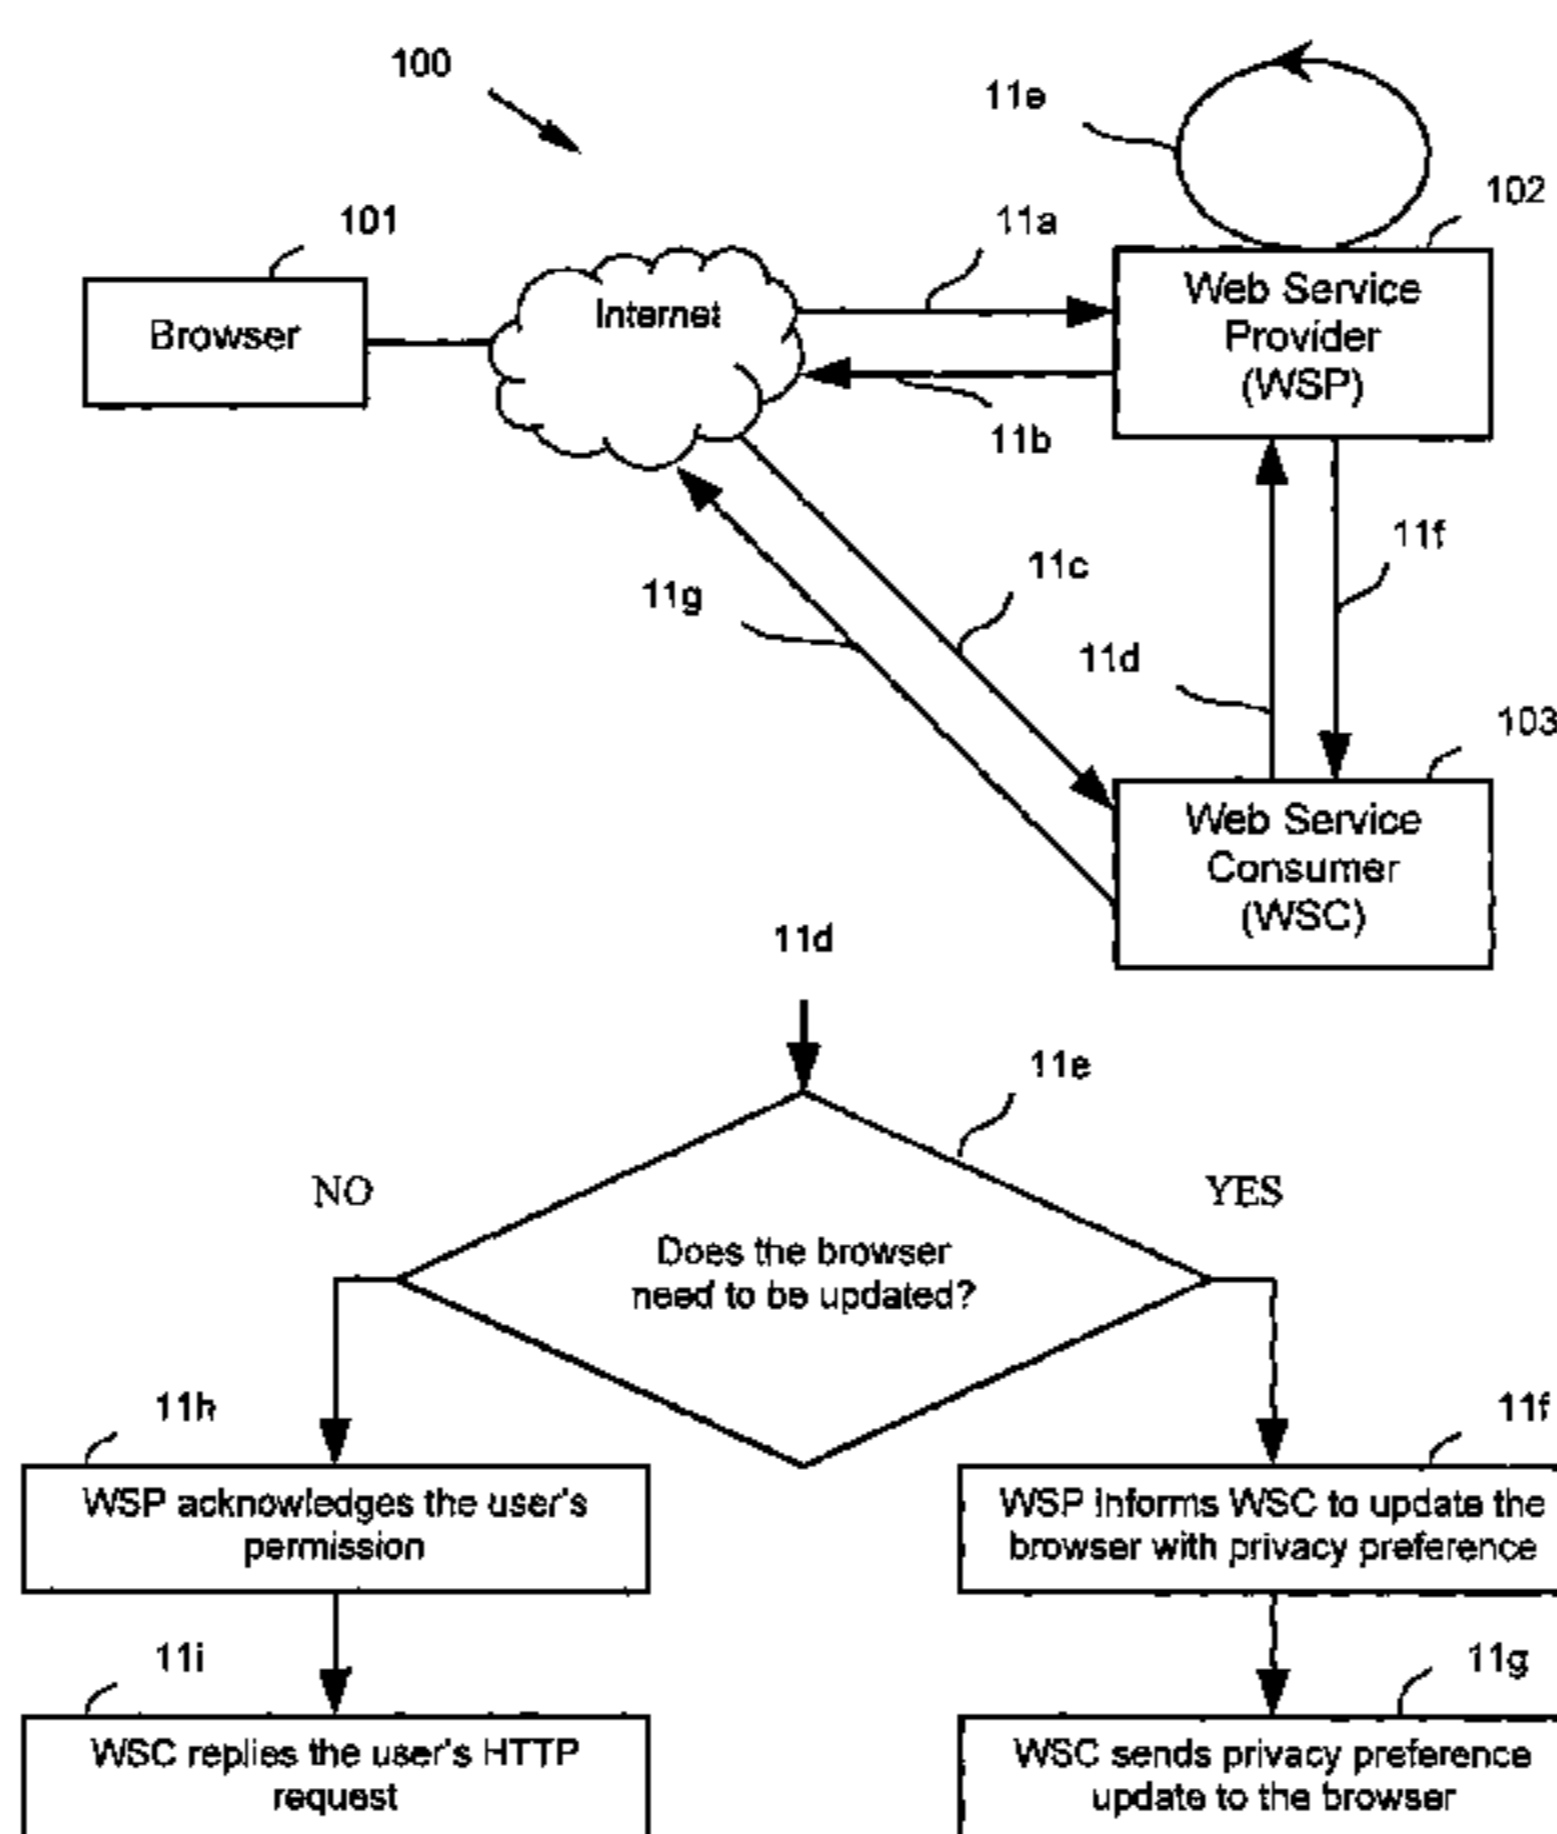 100
11e
102
101
11a
Browser
Internet
Web Service
Provider
(WSP)
11b
11f
11c
11g
11d
103
Web Service
Consumer
(WSC)
11d
11e
NO
YES
Does the browser
need to be updated?
11h
11f
WSP acknowledges the user's
permission
WSP informs WSC to update the
browser with privacy preference
11i
11g
WSC replies the user's HTTP
request
WSC sends privacy preference
update to the browser